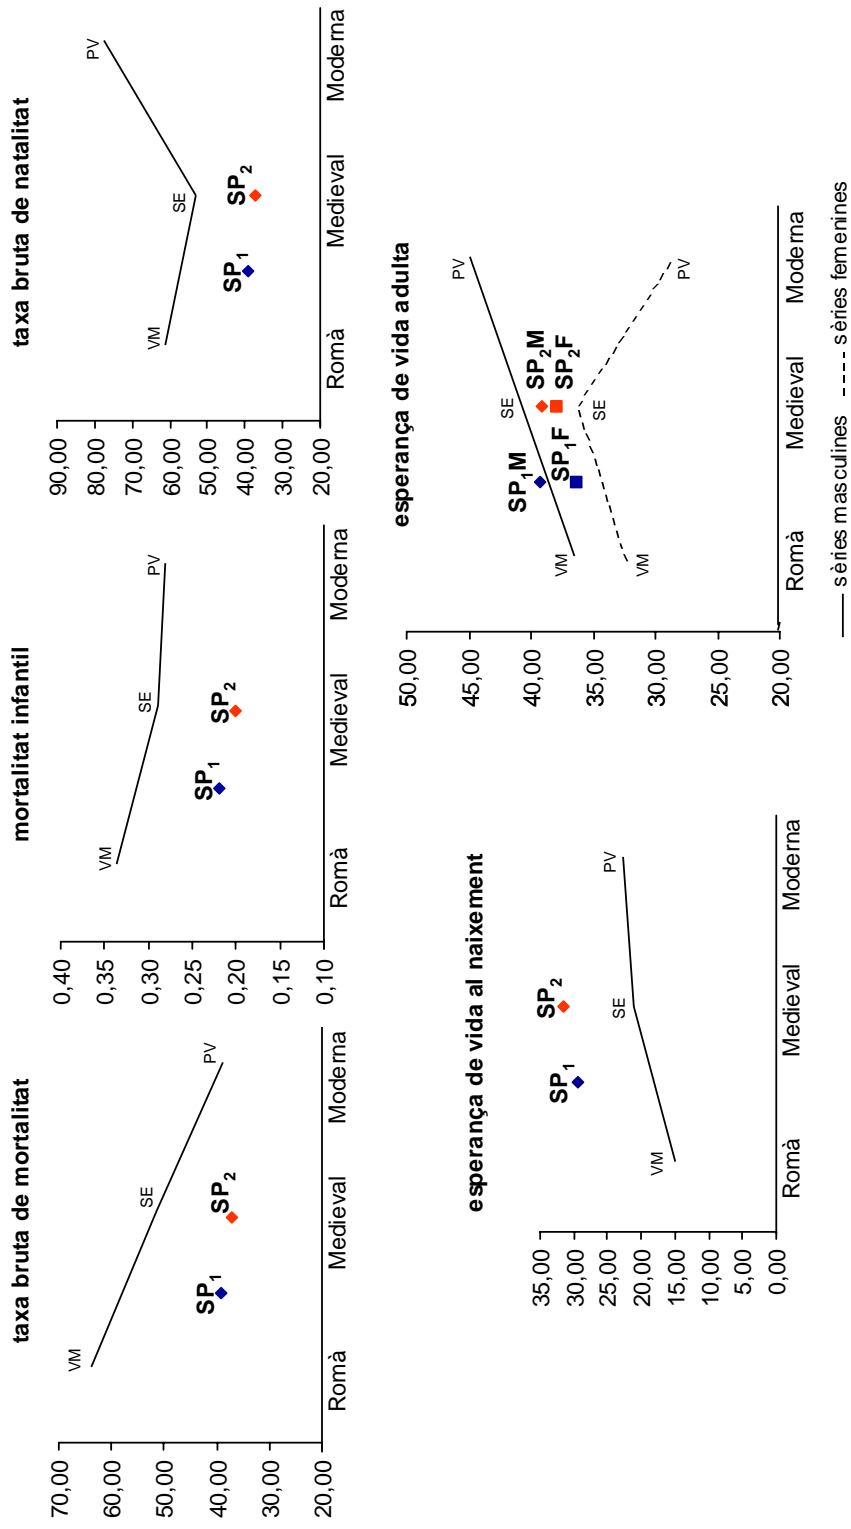 taxa bruta de mortalitat
70,00
60,00
50,00
40,00
30,00
20,00
VM
SE
PV
SP1
SP2
Romà Medieval Moderna
mortalitat infantil
0,40
0,35
0,30
0,25
0,20
0,15
0,10
VM
SE
PV
SP1
SP2
Romà Medieval Moderna
taxa bruta de natalitat
90,00
80,00
70,00
60,00
50,00
40,00
30,00
20,00
VM
SE
PV
SP1
SP2
Romà Medieval Moderna
esperança de vida al naixement
35,00
30,00
25,00
20,00
15,00
10,00
5,00
0,00
SP1
SP2
VM
SE
PV
Romà Medieval Moderna
esperança de vida adulta
50,00
45,00
40,00
35,00
30,00
25,00
20,00
VM
SE
PV
SP1M
SP2M
SP1F
SP2F
VM
SE
PV
Romà Medieval Moderna
sèries masculines sèries femenines